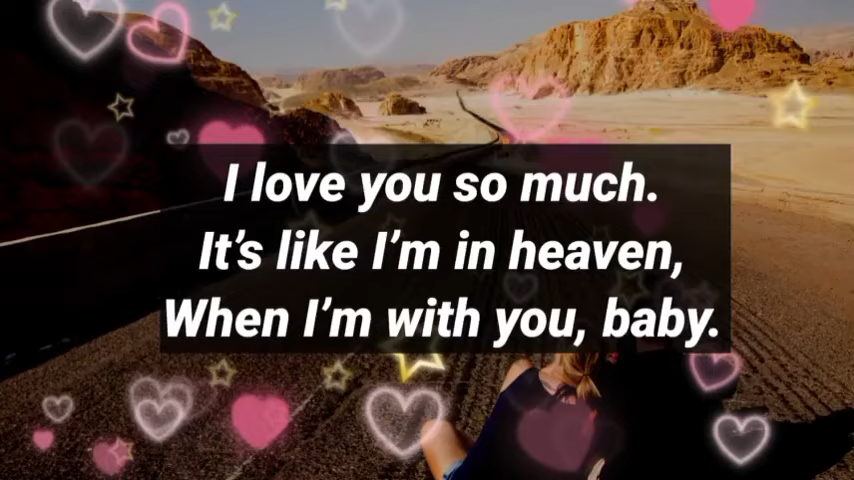 I love you so much.
It’s like I’m in heaven,
When I’m with you, baby.